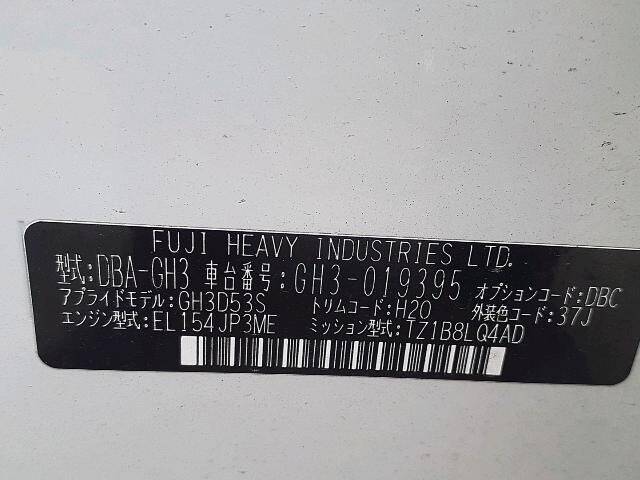 FUJI HEAVY INDUSTRIES LTD.
型式:DBA-GH3 車台番号:GH3-019395 オプションコード:DBC
アプライドモデル:GH3D53S トリムコード:H20 外装色コード:37J
エンジン型式:EL154JP3ME ミッション型式:TZ1B8LQ4AD